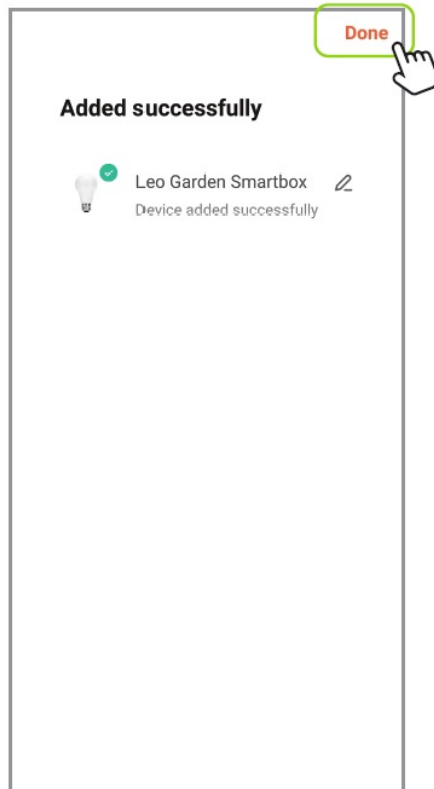 Done
Added successfully
Leo Garden Smartbox
Device added successfully